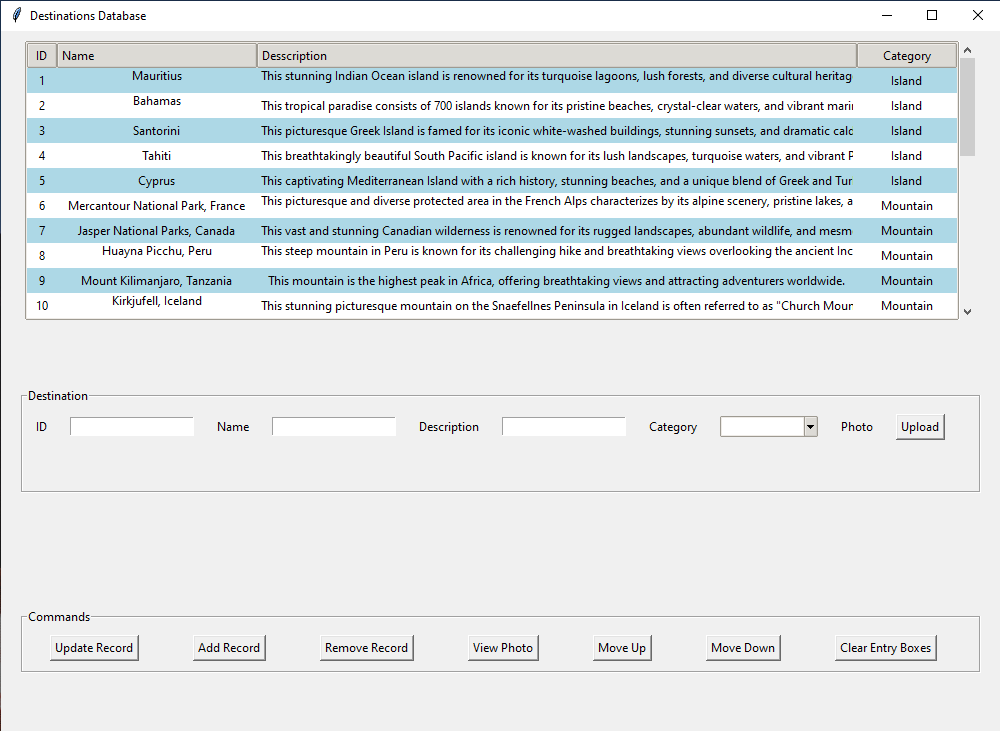 Destinations Database
ID Name Desscription Category
1 Mauritius This stunning Indian Ocean island is renowned for its turquoise lagoons, lush forests, and diverse cultural heritag Island
2 Bahamas This tropical paradise consists of 700 islands known for its pristine beaches, crystal-clear waters, and vibrant marin Island
3 Santorini This picturesque Greek Island is famed for its iconic white-washed buildings, stunning sunsets, and dramatic calc Island
4 Tahiti This breathtakingly beautiful South Pacific island is known for its lush landscapes, turquoise waters, and vibrant P Island
5 Cyprus This captivating Mediterranean Island with a rich history, stunning beaches, and a unique blend of Greek and Tur Island
6 Mercantour National Park, France This picturesque and diverse protected area in the French Alps characterizes by its alpine scenery, pristine lakes, a Mountain
7 Jasper National Parks, Canada This vast and stunning Canadian wilderness is renowned for its rugged landscapes, abundant wildlife, and mesm Mountain
8 Huayna Picchu, Peru This steep mountain in Peru is known for its challenging hike and breathtaking views overlooking the ancient Inc Mountain
9 Mount Kilimanjaro, Tanzania This mountain is the highest peak in Africa, offering breathtaking views and attracting adventurers worldwide. Mountain
10 Kirkjufell, Iceland This stunning picturesque mountain on the Snaefellnes Peninsula in Iceland is often referred to as "Church Moun Mountain
Destination
ID Name Description Category Photo Upload
Commands
Update Record Add Record Remove Record View Photo Move Up Move Down Clear Entry Boxes